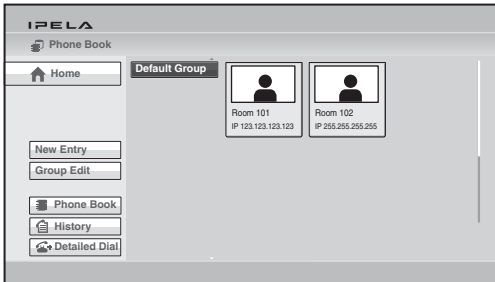 IPELA
Phone Book
Home
Default Group
Room 101
IP 123.123.123.123
Room 102
IP 255.255.255.255
New Entry
Group Edit
Phone Book
History
Detailed Dial